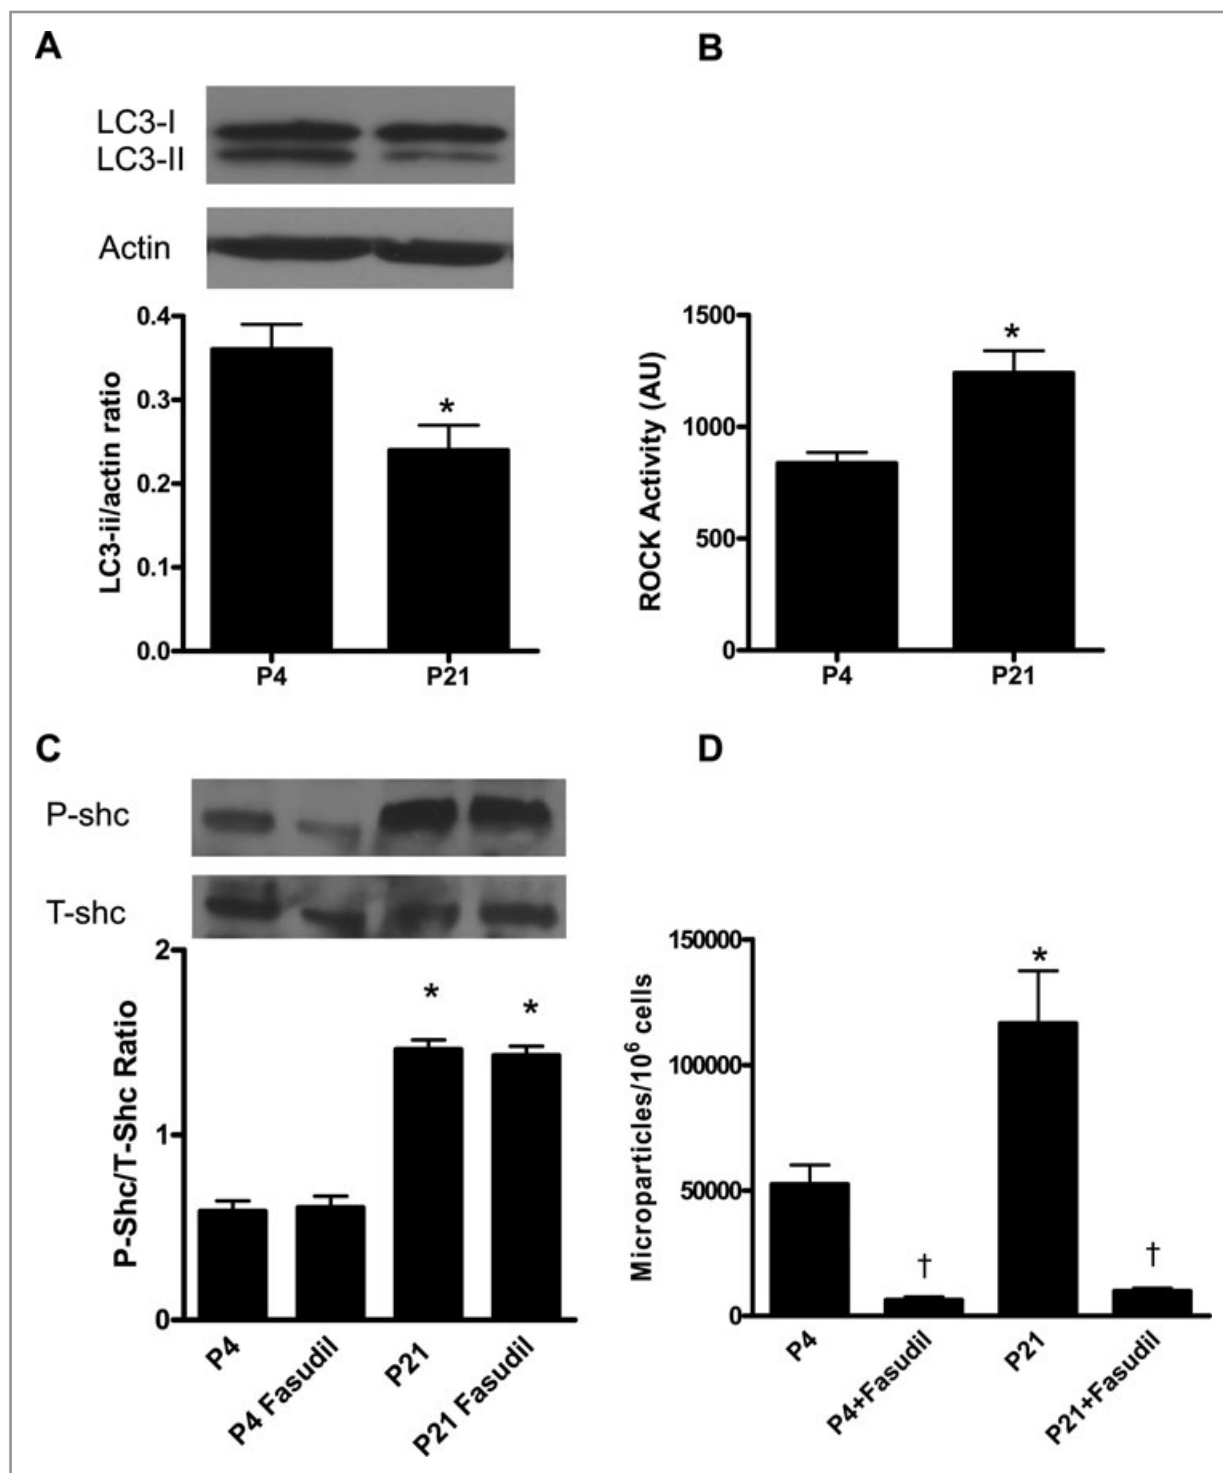 A
LC3-I
LC3-II
Actin
LC3-ii/actin ratio
0.4
0.3
0.2
0.1
0.0
*
P4
P21
B
ROCK Activity (AU)
1500
1000
500
0
*
P4
P21
C
P-shc
T-shc
P-Shc/T-Shc Ratio
2
1
0
*
*
P4
P4 Fasudil
P21
P21 Fasudil
D
Microparticles/10⁶ cells
150000
100000
50000
0
†
*
†
P4
P4+Fasudil
P21
P21+Fasudil